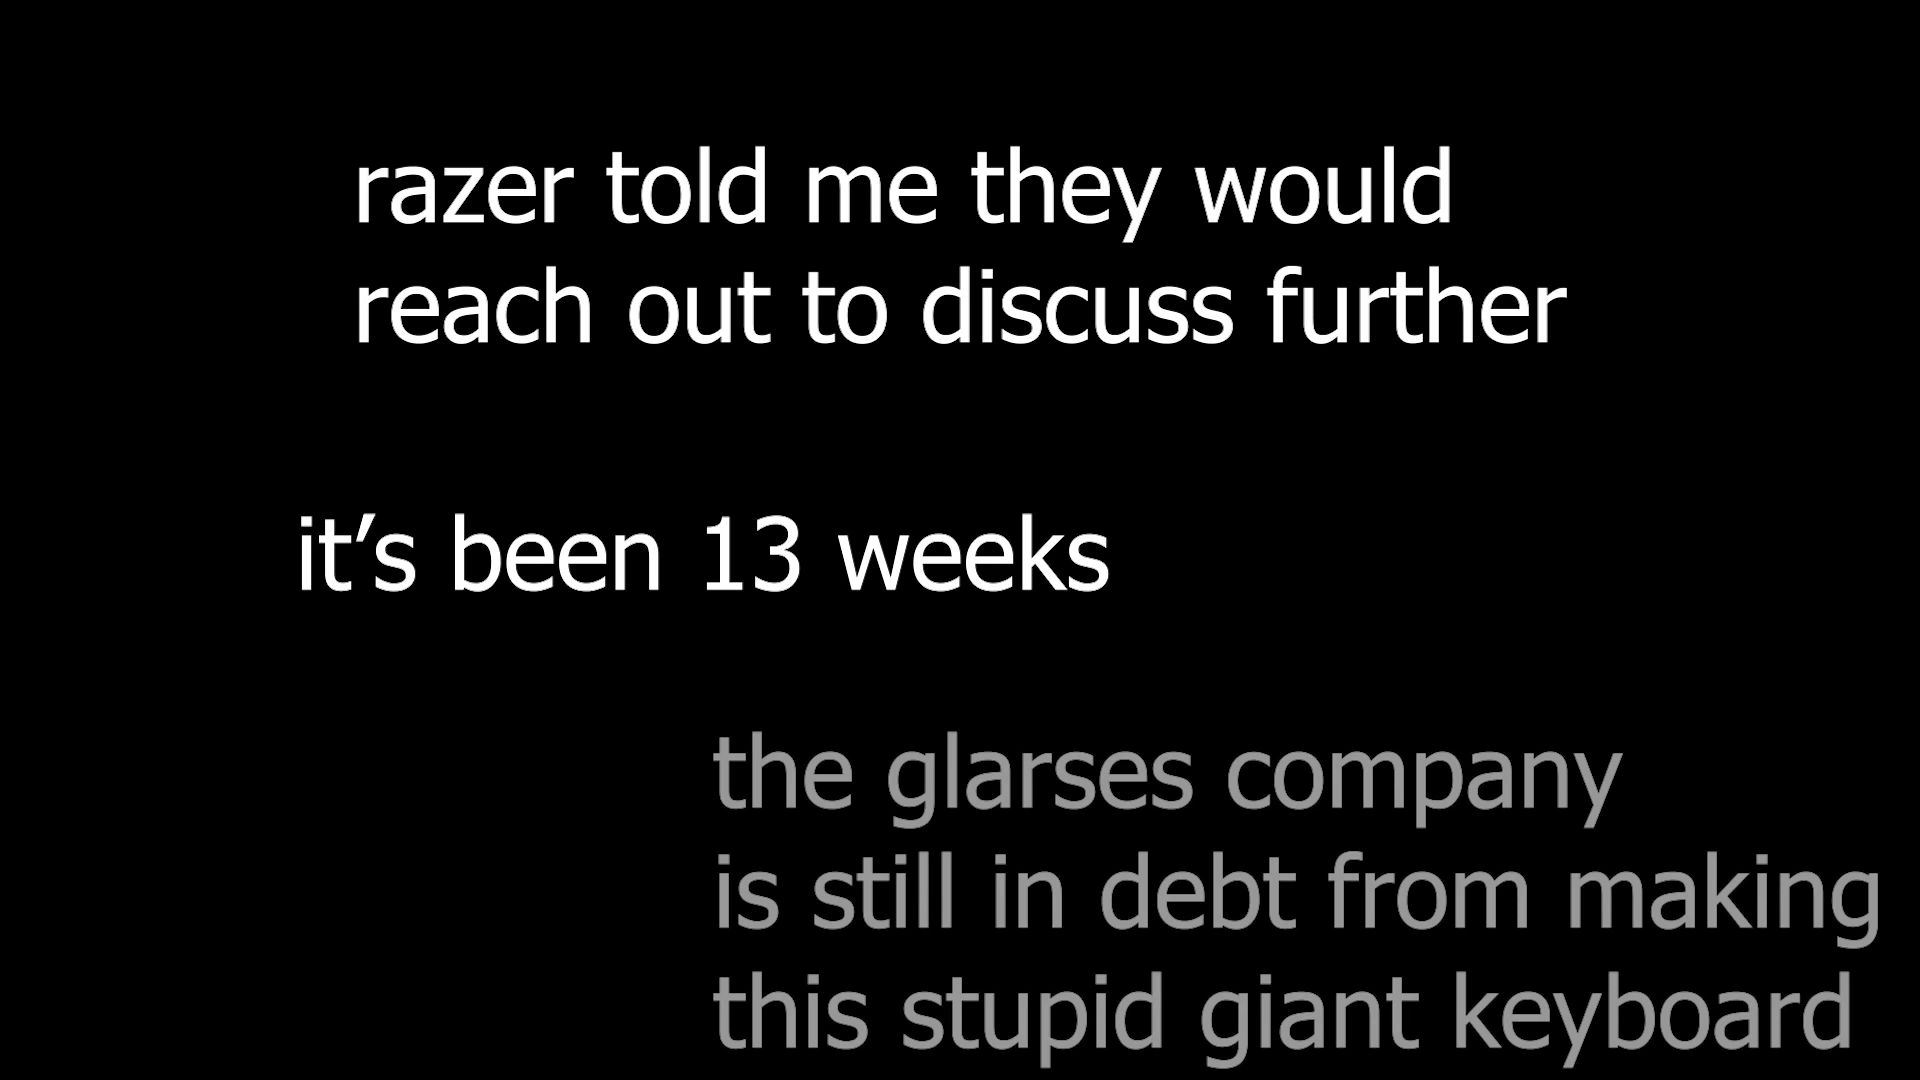 razer told me they would
reach out to discuss further
it’s been 13 weeks
the glarses company
is still in debt from making
this stupid giant keyboard